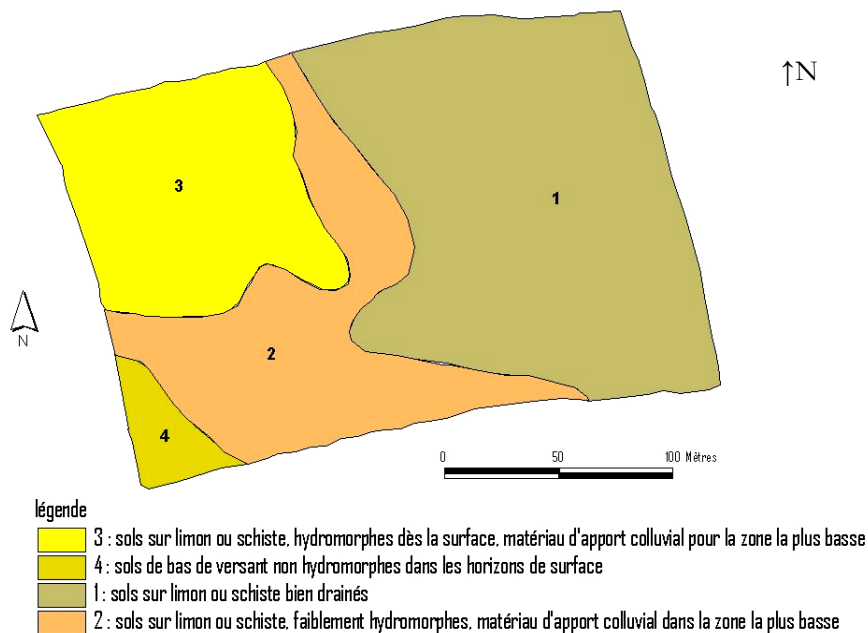 ↑N
3
1
N
2
4
0 50 100 Mètres
légende
3 : sols sur limon ou schiste, hydromorphes dès la surface, matériau d'apport colluvial pour la zone la plus basse
4 : sols de bas de versant non hydromorphes dans les horizons de surface
1 : sols sur limon ou schiste bien drainés
2 : sols sur limon ou schiste, faiblement hydromorphes, matériau d'apport colluvial dans la zone la plus basse